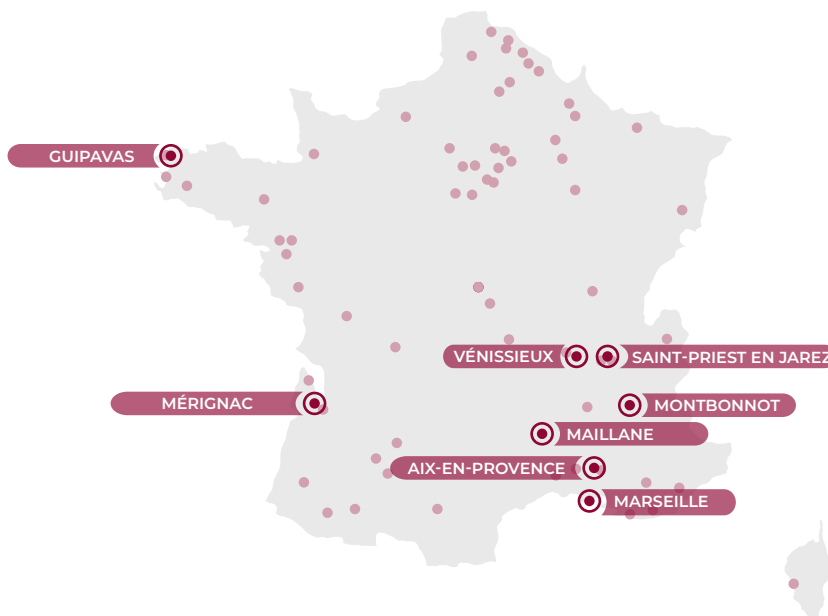 GUIPAVAS
VÉNISSIEUX
SAINT-PRIEST EN JAREZ
MÉRIGNAC
MONTBONNOT
MAILLANE
AIX-EN-PROVENCE
MARSEILLE